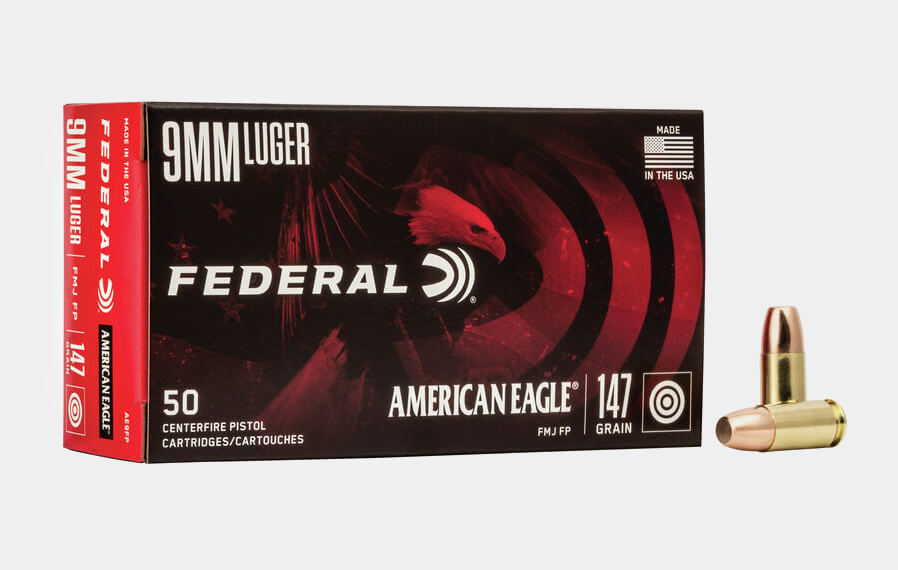 9MM LUGER
FMJ FP
147
GRAIN
MADE IN THE USA
FEDERAL
AMERICAN EAGLE
AE9FP
9MM LUGER
MADE
IN THE USA
FEDERAL ®
50
CENTERFIRE PISTOL
CARTRIDGES/CARTOUCHES
AMERICAN EAGLE®
FMJ FP
147
GRAIN